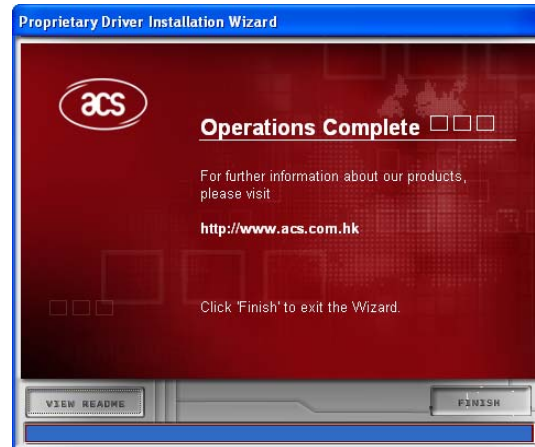 Proprietary Driver Installation Wizard
acs
Operations Complete
For further information about our products,
please visit
http://www.acs.com.hk
Click 'Finish' to exit the Wizard.
VIEW README
FINISH